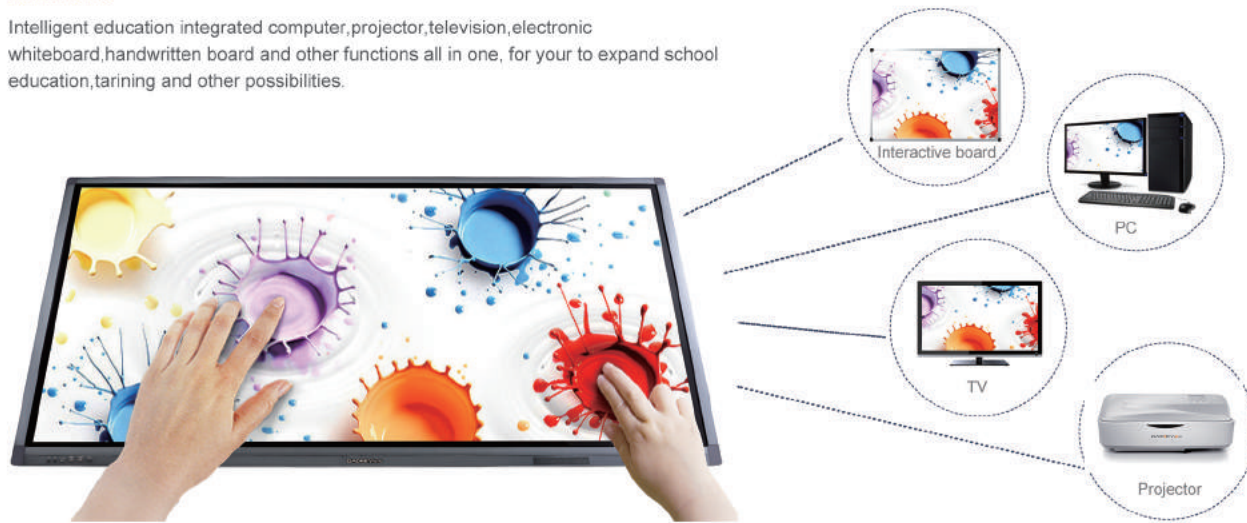 Intelligent education integrated computer,projector,television,electronic
whiteboard,handwritten board and other functions all in one, for your to expand school
education,tarining and other possibilities.
Interactive board
PC
TV
Projector